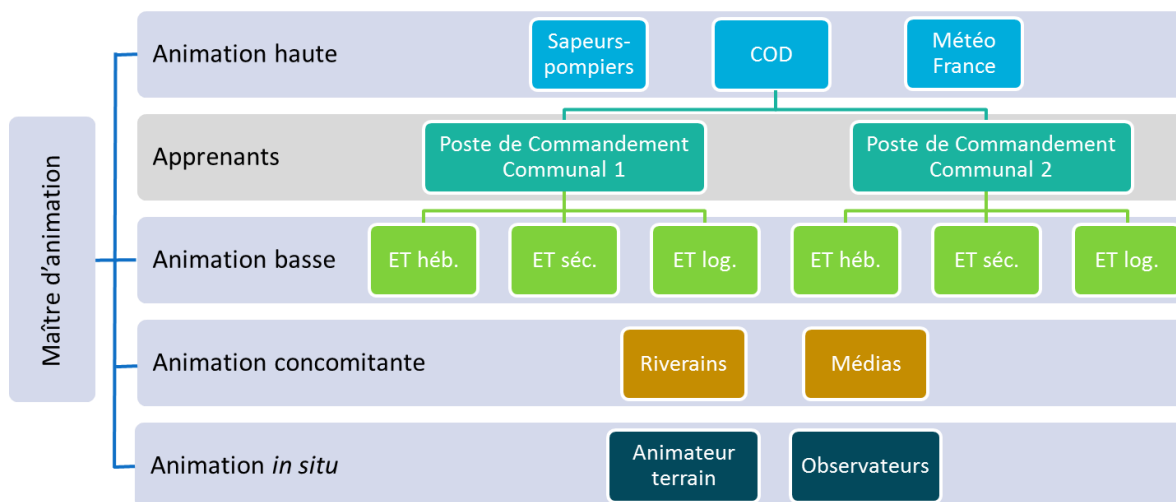 Maître d'animation
Animation haute
Sapeurs-
pompiers
COD
Météo
France
Apprenants
Poste de Commandement
Communal 1
Poste de Commandement
Communal 2
Animation basse
ET héb.
ET séc.
ET log.
ET héb.
ET séc.
ET log.
Animation concomitante
Riverains
Médias
Animation in situ
Animateur
terrain
Observateurs